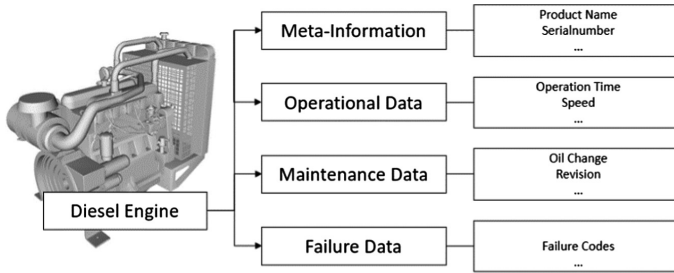 Meta-Information
Product Name
Serialnumber
...
Operational Data
Operation Time
Speed
...
Maintenance Data
Oil Change
Revision
...
Diesel Engine
Failure Data
Failure Codes
...